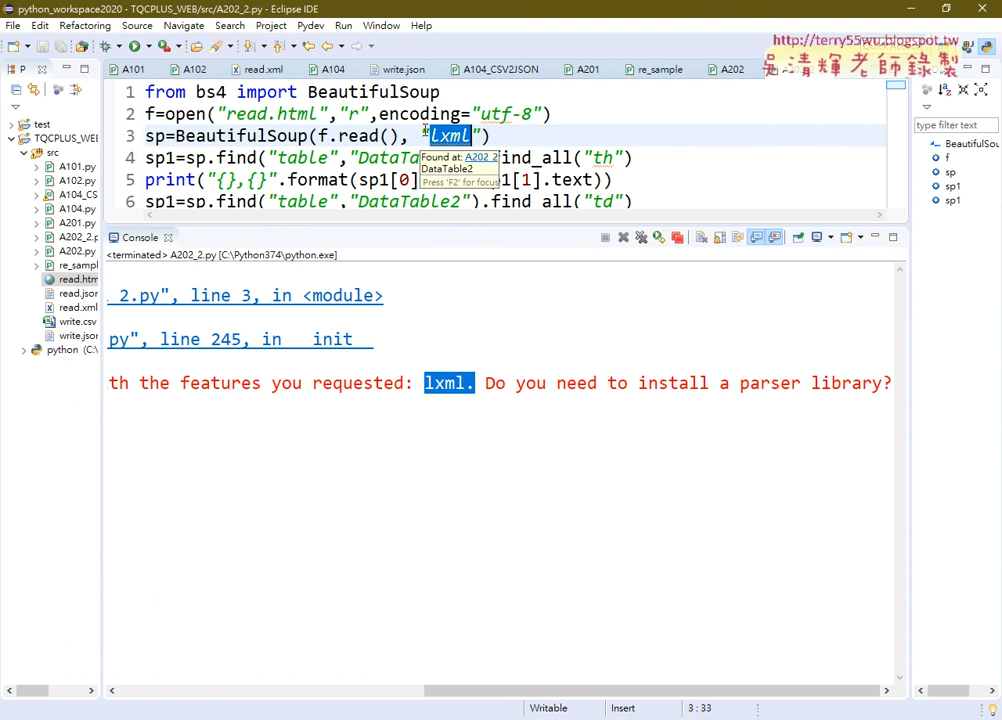 python_workspace2020 - TQCPLUS_WEB/src/A202_2.py - Eclipse IDE
File Edit Refactoring Source Navigate Search Project Pydev Run Window Help
http://terry55wu.blogspot.tw
吳清輝老師錄製
P
A101 A102 read.xml A104 write.json A104_CSV2JSON A201 re_sample A202
1 from bs4 import BeautifulSoup
2 f=open("read.html","r",encoding="utf-8")
3 sp=BeautifulSoup(f.read(), "lxml")
4 sp1=sp.find("table","DataTa ind_all("th")
5 print("{},{}".format(sp1[0] 1[1].text))
6 sp1=sp.find("table","DataTable2").find_all("td")
Found at: A202_2
DataTable2
Press 'F2' for focus
test
TQCPLUS_WEB
src
A101.py
A102.py
A104_CS
A104.py
A201.py
A202_2.p
A202.py
re_sampl
read.htm
read.json
read.xml
write.csv
write.json
python (C:\
type filter text
BeautifulSou
f
sp
sp1
sp1
Console
<terminated> A202_2.py [C:\Python374\python.exe]
2.py", line 3, in <module>
py", line 245, in __init__
th the features you requested: lxml. Do you need to install a parser library?
Writable Insert 3 : 33